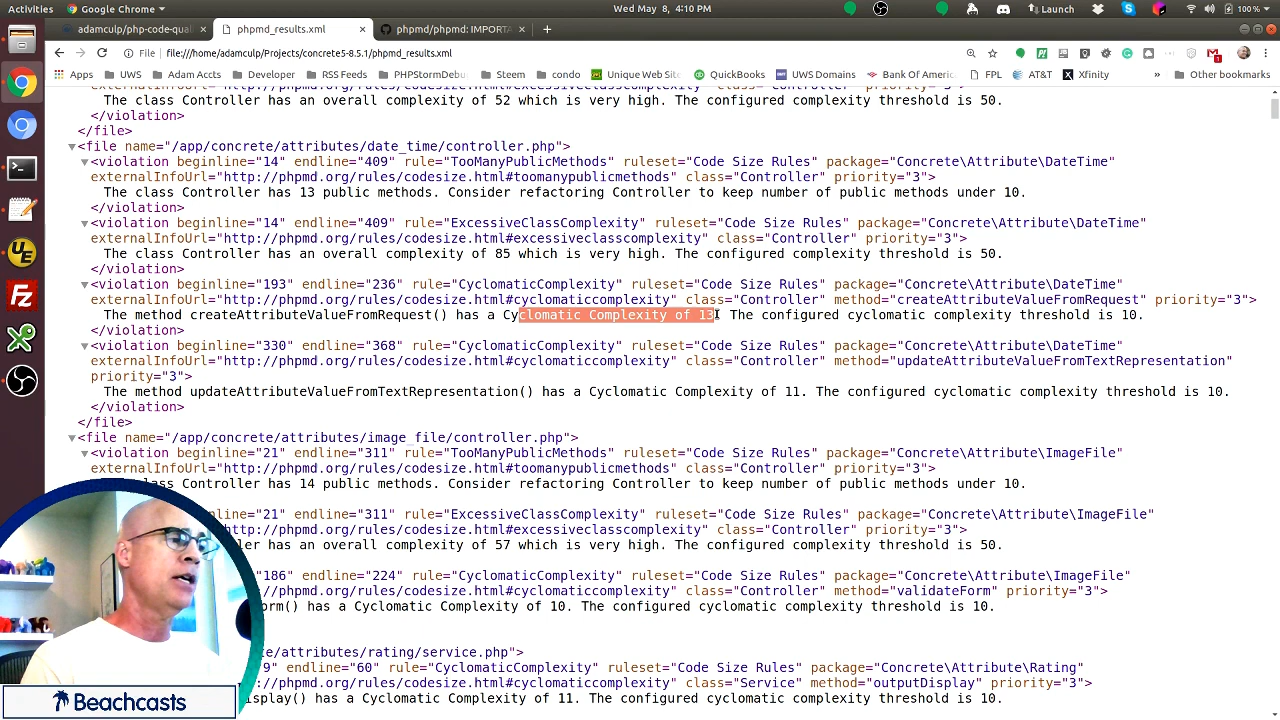 Activities
Google Chrome
Wed May 8, 4:10 PM
Launch
100 %
adamculp/php-code-qual
phpmd_results.xml
phpmd/phpmd: IMPORTA
File | file:///home/adamculp/Projects/concrete5-8.5.1/phpmd_results.xml
Apps
UWS
Adam Accts
Developer
RSS Feeds
PHPStormDebu
Steem
condo
Unique Web Site
QuickBooks
UWS Domains
Bank Of Americ
FPL
AT&T
Xfinity
»
Other bookmarks
externalInfoUrl="http://phpmd.org/rules/codesize.html#excessiveclasscomplexity" class="Controller" priority="3">
The class Controller has an overall complexity of 52 which is very high. The configured complexity threshold is 50.
</violation>
</file>
<file name="/app/concrete/attributes/date_time/controller.php">
<violation beginline="14" endline="409" rule="TooManyPublicMethods" ruleset="Code Size Rules" package="Concrete\Attribute\DateTime"
externalInfoUrl="http://phpmd.org/rules/codesize.html#toomanypublicmethods" class="Controller" priority="3">
The class Controller has 13 public methods. Consider refactoring Controller to keep number of public methods under 10.
</violation>
<violation beginline="14" endline="409" rule="ExcessiveClassComplexity" ruleset="Code Size Rules" package="Concrete\Attribute\DateTime"
externalInfoUrl="http://phpmd.org/rules/codesize.html#excessiveclasscomplexity" class="Controller" priority="3">
The class Controller has an overall complexity of 85 which is very high. The configured complexity threshold is 50.
</violation>
<violation beginline="193" endline="236" rule="CyclomaticComplexity" ruleset="Code Size Rules" package="Concrete\Attribute\DateTime"
externalInfoUrl="http://phpmd.org/rules/codesize.html#cyclomaticcomplexity" class="Controller" method="createAttributeValueFromRequest" priority="3">
The method createAttributeValueFromRequest() has a Cyclomatic Complexity of 13. The configured cyclomatic complexity threshold is 10.
</violation>
<violation beginline="330" endline="368" rule="CyclomaticComplexity" ruleset="Code Size Rules" package="Concrete\Attribute\DateTime"
externalInfoUrl="http://phpmd.org/rules/codesize.html#cyclomaticcomplexity" class="Controller" method="updateAttributeValueFromTextRepresentation"
priority="3">
The method updateAttributeValueFromTextRepresentation() has a Cyclomatic Complexity of 11. The configured cyclomatic complexity threshold is 10.
</violation>
</file>
<file name="/app/concrete/attributes/image_file/controller.php">
<violation beginline="21" endline="311" rule="TooManyPublicMethods" ruleset="Code Size Rules" package="Concrete\Attribute\ImageFile"
externalInfoUrl="http://phpmd.org/rules/codesize.html#toomanypublicmethods" class="Controller" priority="3">
class Controller has 14 public methods. Consider refactoring Controller to keep number of public methods under 10.
"21" endline="311" rule="ExcessiveClassComplexity" ruleset="Code Size Rules" package="Concrete\Attribute\ImageFile"
http://phpmd.org/rules/codesize.html#excessiveclasscomplexity" class="Controller" priority="3">
ler has an overall complexity of 57 which is very high. The configured complexity threshold is 50.
"186" endline="224" rule="CyclomaticComplexity" ruleset="Code Size Rules" package="Concrete\Attribute\ImageFile"
//phpmd.org/rules/codesize.html#cyclomaticcomplexity" class="Controller" method="validateForm" priority="3">
orm() has a Cyclomatic Complexity of 10. The configured cyclomatic complexity threshold is 10.
te/attributes/rating/service.php">
"9" endline="60" rule="CyclomaticComplexity" ruleset="Code Size Rules" package="Concrete\Attribute\Rating"
//phpmd.org/rules/codesize.html#cyclomaticcomplexity" class="Service" method="outputDisplay" priority="3">
isplay() has a Cyclomatic Complexity of 11. The configured cyclomatic complexity threshold is 10.
Beachcasts